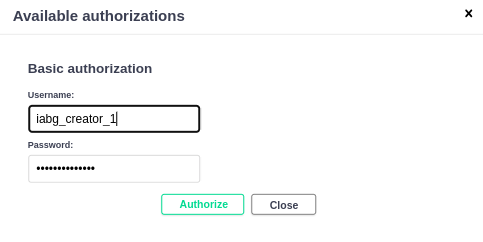 Available authorizations
×
Basic authorization
Username:
iabg_creator_1
Password:
••••••••••••••
Authorize
Close